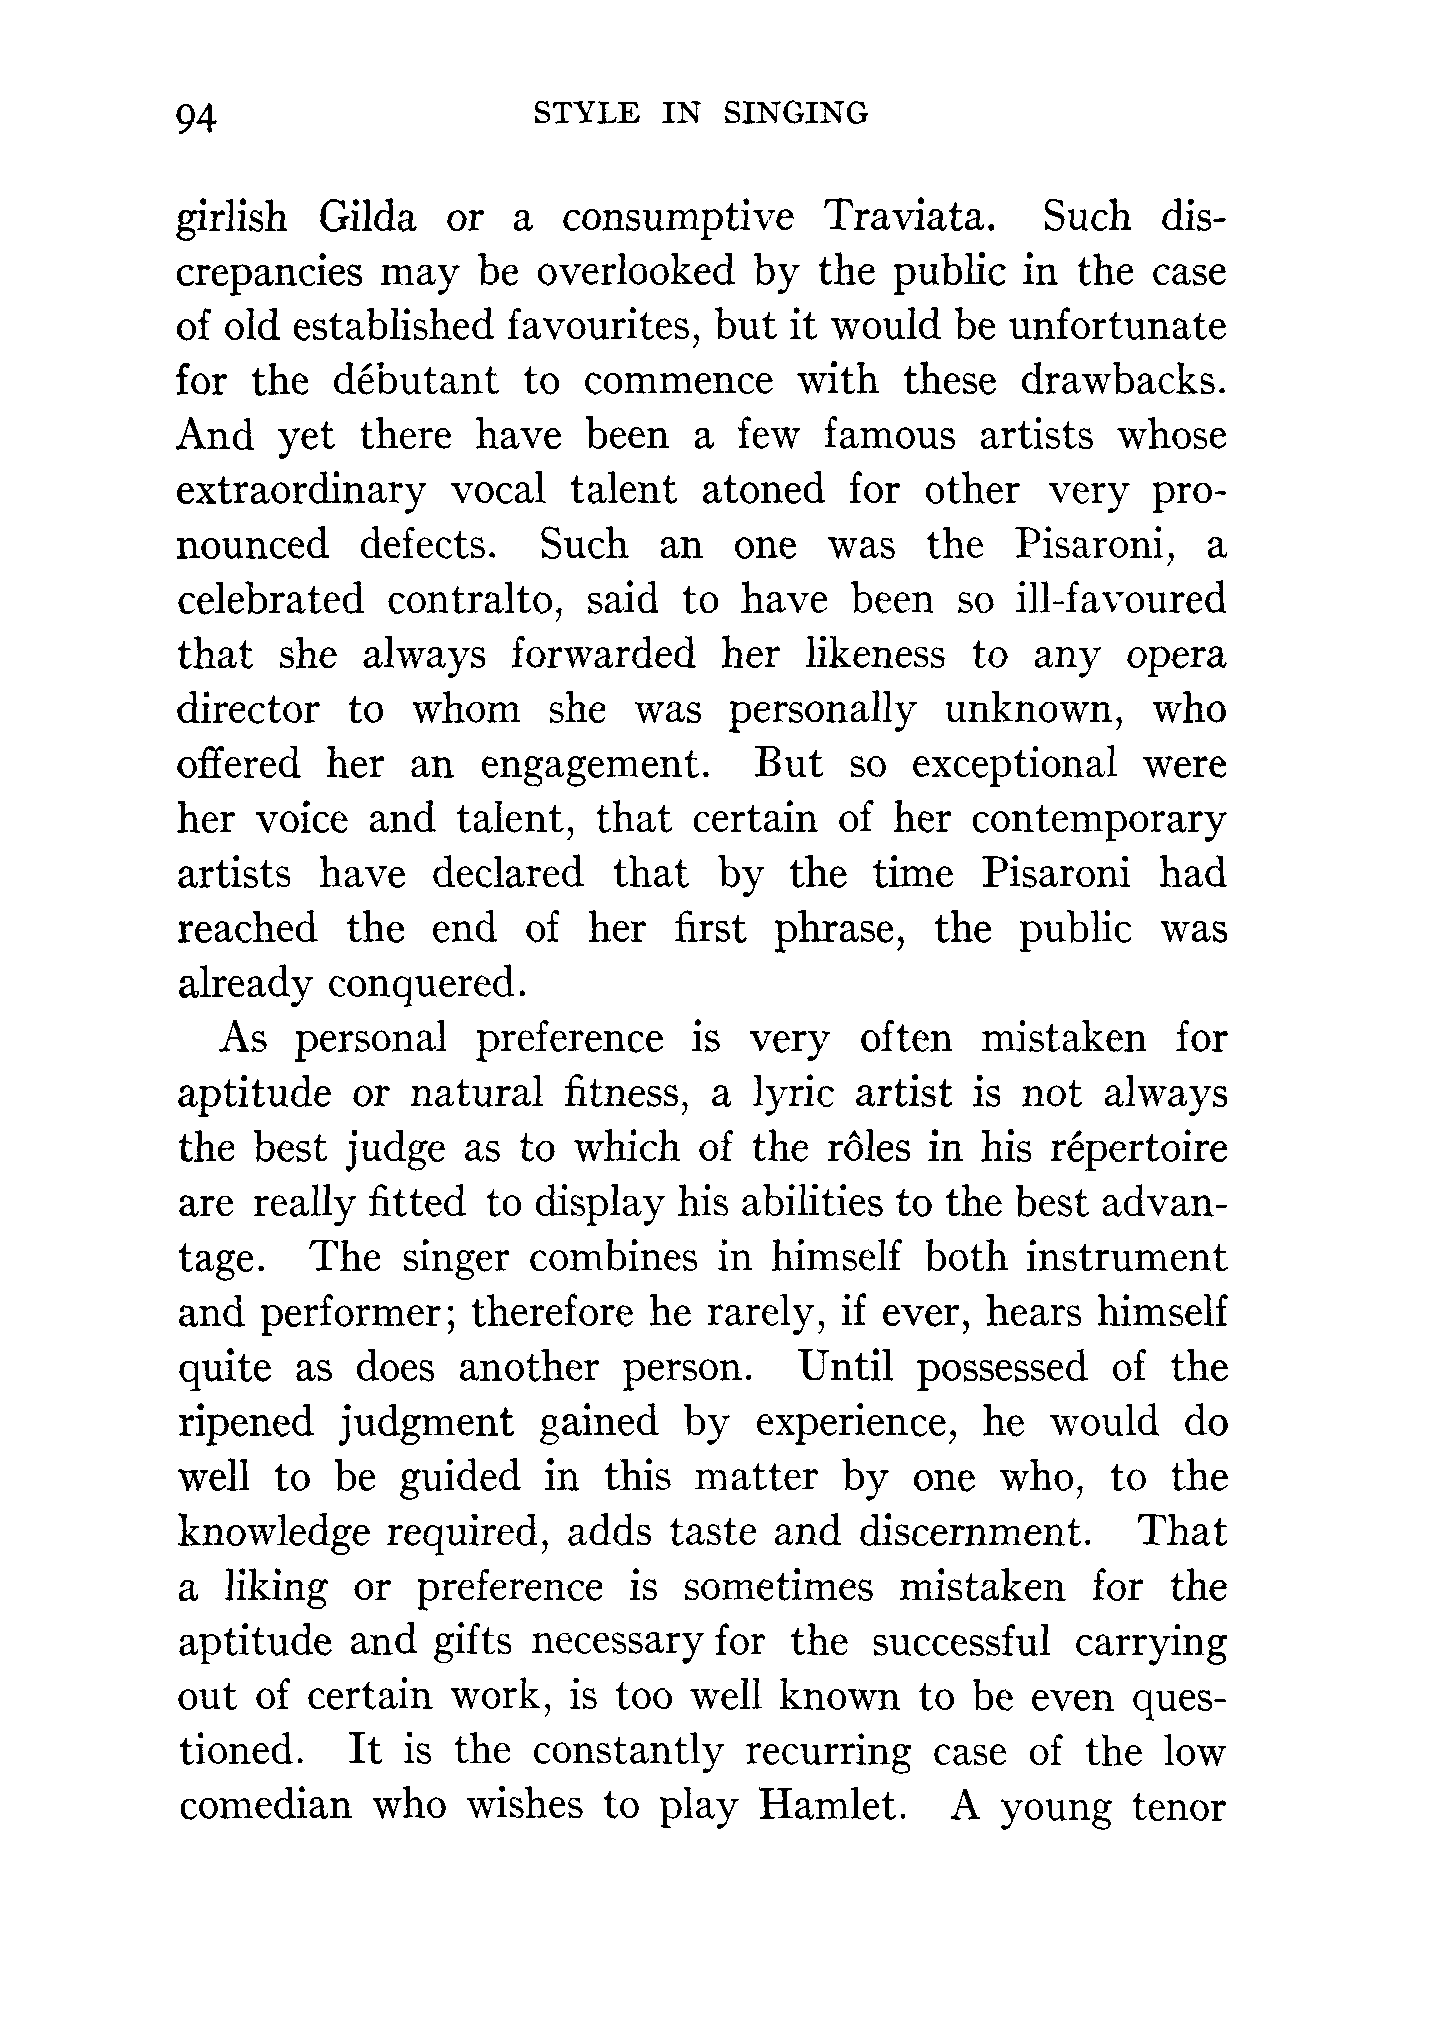 94 STYLE IN SINGING
girlish Gilda or a consumptive Traviata. Such dis-
crepancies may be overlooked by the public in the case
of old established favourites, but it would be unfortunate
for the débutant to commence with these drawbacks.
And yet there have been a few famous artists whose
extraordinary vocal talent atoned for other very pro-
nounced defects. Such an one was the Pisaroni, a
celebrated contralto, said to have been so ill-favoured
that she always forwarded her likeness to any opera
director to whom she was personally unknown, who
offered her an engagement. But so exceptional were
her voice and talent, that certain of her contemporary
artists have declared that by the time Pisaroni had
reached the end of her first phrase, the public was
already conquered.
As personal preference is very often mistaken for
aptitude or natural fitness, a lyric artist is not always
the best judge as to which of the rôles in his répertoire
are really fitted to display his abilities to the best advan-
tage. The singer combines in himself both instrument
and performer; therefore he rarely, if ever, hears himself
quite as does another person. Until possessed of the
ripened judgment gained by experience, he would do
well to be guided in this matter by one who, to the
knowledge required, adds taste and discernment. That
a liking or preference is sometimes mistaken for the
aptitude and gifts necessary for the successful carrying
out of certain work, is too well known to be even ques-
tioned. It is the constantly recurring case of the low
comedian who wishes to play Hamlet. A young tenor